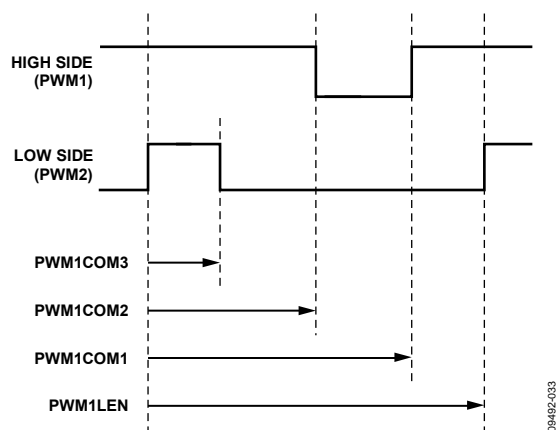 HIGH SIDE
(PWM1)
LOW SIDE
(PWM2)
PWM1COM3
PWM1COM2
PWM1COM1
PWM1LEN
09492-033